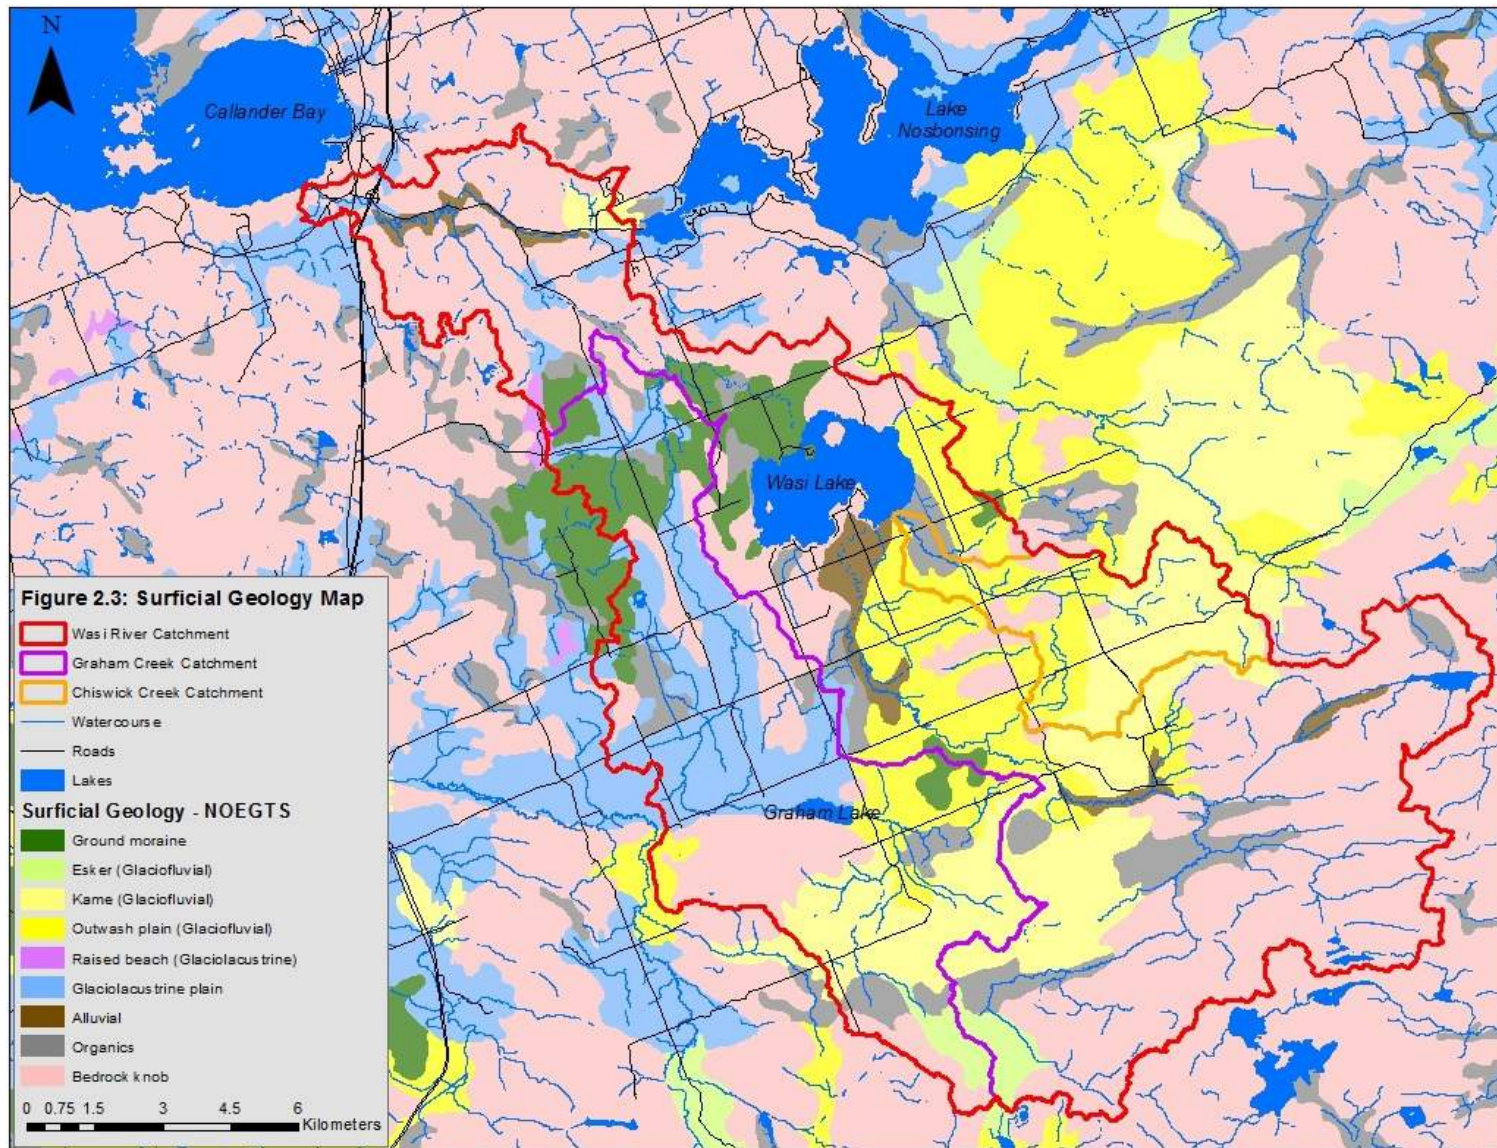 N
Callander Bay
Lake
Nosbonsing
Wasi Lake
Graham Lake
Figure 2.3: Surficial Geology Map
Wasi River Catchment
Graham Creek Catchment
Chiswick Creek Catchment
Watercourse
Roads
Lakes
Surficial Geology - NOEGTS
Ground moraine
Esker (Glaciofluvial)
Kame (Glaciofluvial)
Outwash plain (Glaciofluvial)
Raised beach (Glaciolacustrine)
Glaciolacustrine plain
Alluvial
Organics
Bedrock knob
0 0.75 1.5 3 4.5 6
Kilometers